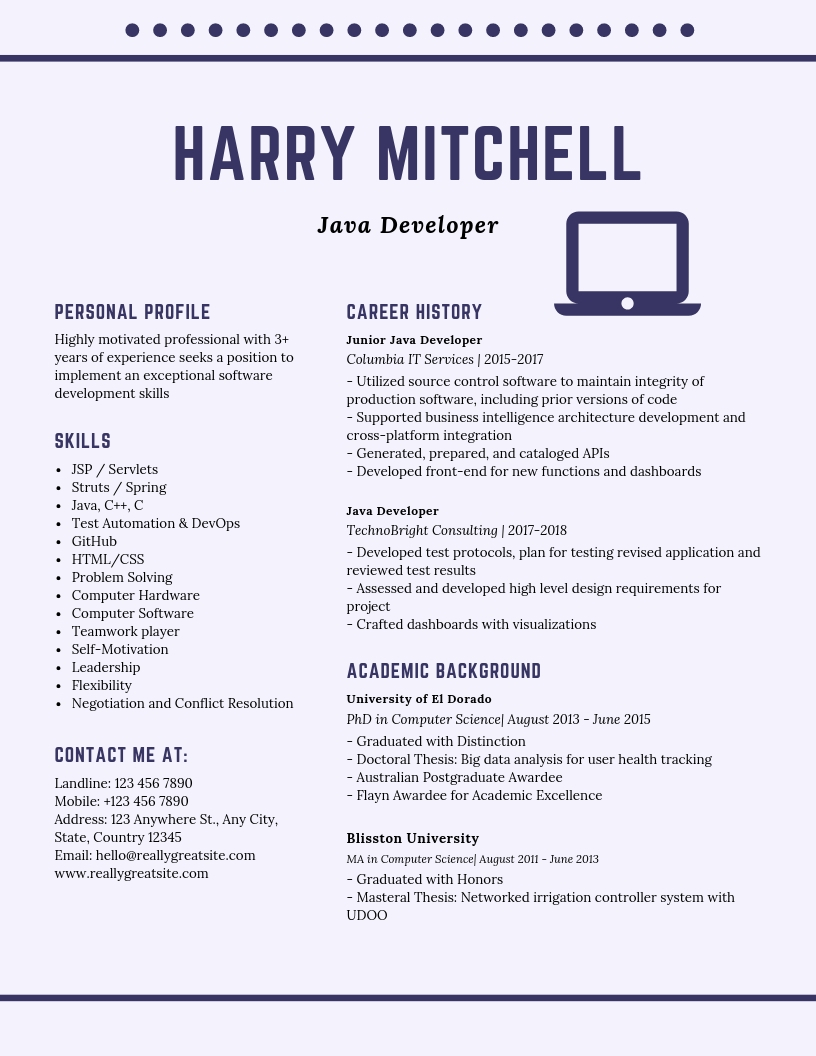 HARRY MITCHELL
Java Developer
PERSONAL PROFILE
Highly motivated professional with 3+
years of experience seeks a position to
implement an exceptional software
development skills
SKILLS
• JSP / Servlets
• Struts / Spring
• Java, C++, C
• Test Automation & DevOps
• GitHub
• HTML/CSS
• Problem Solving
• Computer Hardware
• Computer Software
• Teamwork player
• Self-Motivation
• Leadership
• Flexibility
• Negotiation and Conflict Resolution
CONTACT ME AT:
Landline: 123 456 7890
Mobile: +123 456 7890
Address: 123 Anywhere St., Any City,
State, Country 12345
Email: hello@reallygreatsite.com
www.reallygreatsite.com
CAREER HISTORY
Junior Java Developer
Columbia IT Services | 2015-2017
- Utilized source control software to maintain integrity of
production software, including prior versions of code
- Supported business intelligence architecture development and
cross-platform integration
- Generated, prepared, and cataloged APIs
- Developed front-end for new functions and dashboards
Java Developer
TechnoBright Consulting | 2017-2018
- Developed test protocols, plan for testing revised application and
reviewed test results
- Assessed and developed high level design requirements for
project
- Crafted dashboards with visualizations
ACADEMIC BACKGROUND
University of El Dorado
PhD in Computer Science| August 2013 - June 2015
- Graduated with Distinction
- Doctoral Thesis: Big data analysis for user health tracking
- Australian Postgraduate Awardee
- Flayn Awardee for Academic Excellence
Blisston University
MA in Computer Science| August 2011 - June 2013
- Graduated with Honors
- Masteral Thesis: Networked irrigation controller system with
UDOO